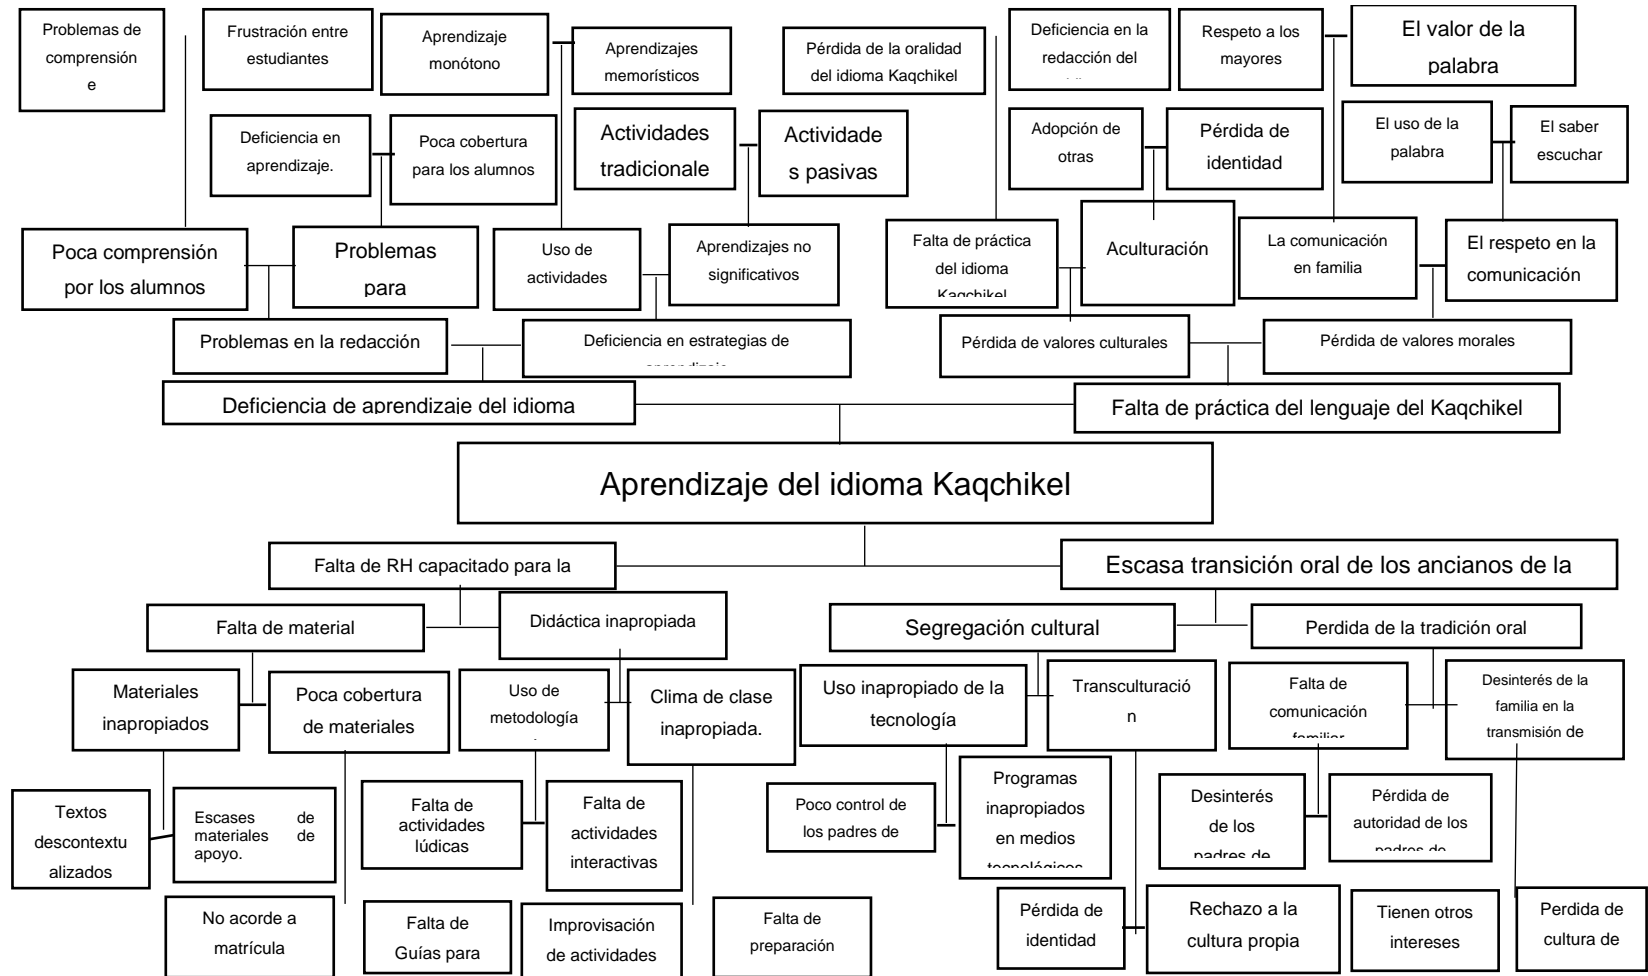 Problemas de
comprensión
e
Frustración entre
estudiantes
Aprendizaje
monótono
Aprendizajes
memorísticos
Pérdida de la oralidad
del idioma Kaqchikel
Deficiencia en la
redacción del
Respeto a los
mayores
El valor de la
palabra
Deficiencia en
aprendizaje.
Poca cobertura
para los alumnos
Actividades
tradicionale
Actividade
s pasivas
Adopción de
otras
Pérdida de
identidad
El uso de la
palabra
El saber
escuchar
Poca comprensión
por los alumnos
Problemas
para
Uso de
actividades
Aprendizajes no
significativos
Falta de práctica
del idioma
Kaqchikel
Aculturación
La comunicación
en familia
El respeto en la
comunicación
Problemas en la redacción
Deficiencia en estrategias de
aprendizaje
Pérdida de valores culturales
Pérdida de valores morales
Deficiencia de aprendizaje del idioma
Falta de práctica del lenguaje del Kaqchikel
Aprendizaje del idioma Kaqchikel
Falta de RH capacitado para la
Escasa transición oral de los ancianos de la
Falta de material
Didáctica inapropiada
Segregación cultural
Perdida de la tradición oral
Materiales
inapropiados
Poca cobertura
de materiales
Uso de
metodología
Clima de clase
inapropiada.
Uso inapropiado de la
tecnología
Transculturació
n
Falta de
comunicación
familiar
Desinterés de la
familia en la
transmisión de
Textos
descontextu
alizados
Escases de
materiales de
apoyo.
Falta de
actividades
lúdicas
Falta de
actividades
interactivas
Poco control de
los padres de
Programas
inapropiados
en medios
tecnológicos
Desinterés
de los
padres de
Pérdida de
autoridad de los
padres de
No acorde a
matrícula
Falta de
Guías para
Improvisación
de actividades
Falta de
preparación
Pérdida de
identidad
Rechazo a la
cultura propia
Tienen otros
intereses
Perdida de
cultura de